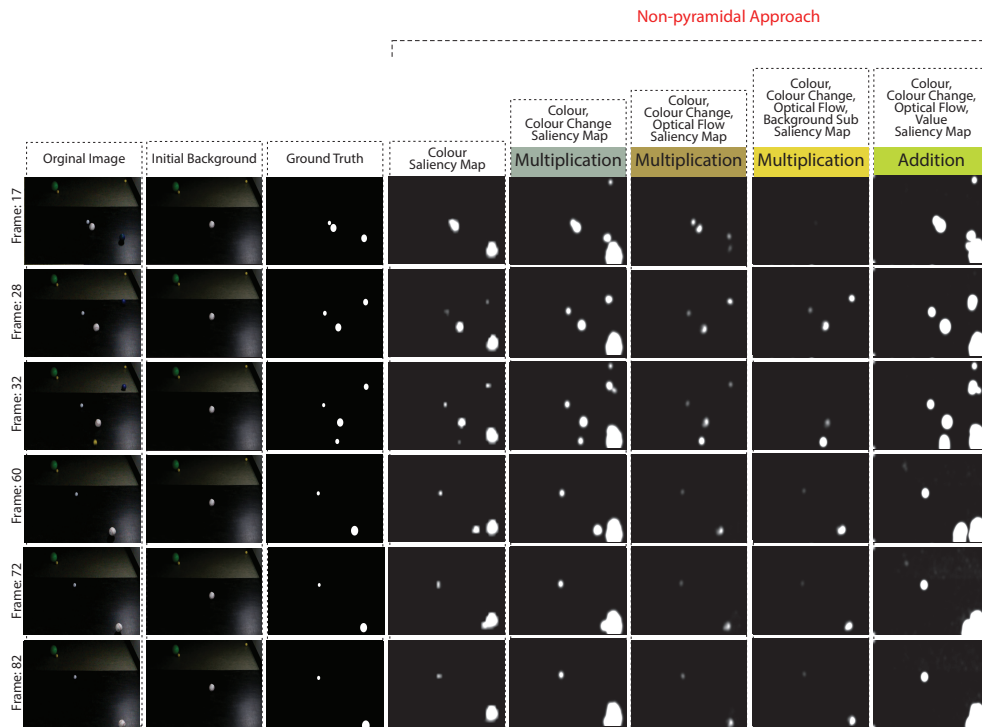 Non-pyramidal Approach
Colour,
Colour Change
Saliency Map
Colour,
Colour Change,
Optical Flow
Saliency Map
Colour,
Colour Change,
Optical Flow,
Background Sub
Saliency Map
Colour,
Colour Change,
Optical Flow,
Value
Saliency Map
Orginal Image
Initial Background
Ground Truth
Colour
Saliency Map
Multiplication
Multiplication
Multiplication
Addition
Frame: 17
Frame: 28
Frame: 32
Frame: 60
Frame: 72
Frame: 82